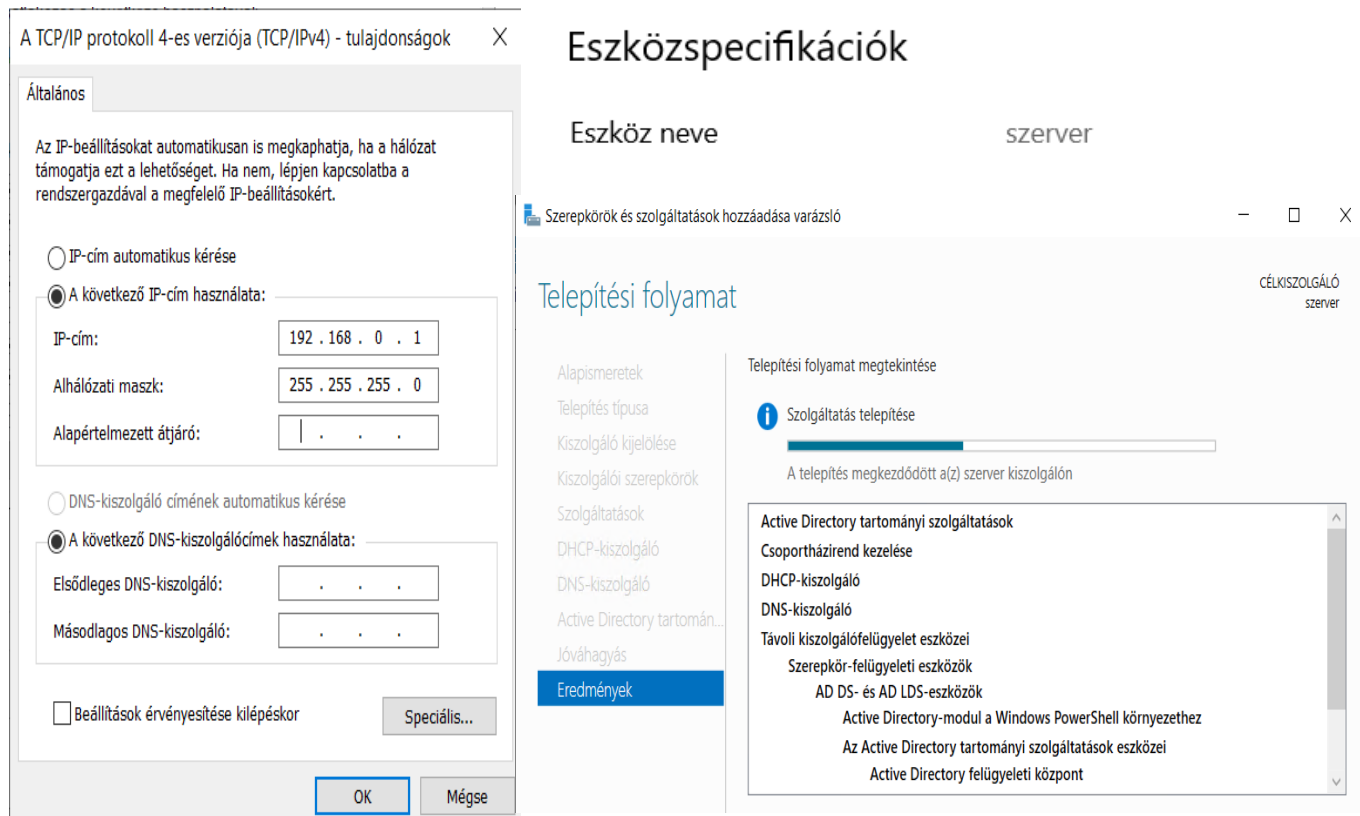 A TCP/IP protokoll 4-es verziója (TCP/IPv4) - tulajdonságok
Általános
Az IP-beállításokat automatikusan is megkaphatja, ha a hálózat
támogatja ezt a lehetőséget. Ha nem, lépjen kapcsolatba a
rendszergazdával a megfelelő IP-beállításokért.
IP-cím automatikus kérése
A következő IP-cím használata:
IP-cím:
192 . 168 . 0 . 1
Alhálózati maszk:
255 . 255 . 255 . 0
Alapértelmezett átjáró:
. . .
DNS-kiszolgáló címének automatikus kérése
A következő DNS-kiszolgálócímek használata:
Elsődleges DNS-kiszolgáló:
. . .
Másodlagos DNS-kiszolgáló:
. . .
Beállítások érvényesítése kilépéskor
Speciális...
OK
Mégse
Eszközspecifikációk
Eszköz neve
szerver
Szerepkörök és szolgáltatások hozzáadása varázsló
Telepítési folyamat
CÉLKISZOLGÁLÓ
szerver
Alapismeretek
Telepítés típusa
Kiszolgáló kijelölése
Kiszolgálói szerepkörök
Szolgáltatások
DHCP-kiszolgáló
DNS-kiszolgáló
Active Directory tartomán...
Jóváhagyás
Eredmények
Telepítési folyamat megtekintése
Szolgáltatás telepítése
A telepítés megkezdődött a(z) szerver kiszolgálón
Active Directory tartományi szolgáltatások
Csoportházirend kezelése
DHCP-kiszolgáló
DNS-kiszolgáló
Távoli kiszolgálófelügyelet eszközei
Szerepkör-felügyeleti eszközök
AD DS- és AD LDS-eszközök
Active Directory-modul a Windows PowerShell környezethez
Az Active Directory tartományi szolgáltatások eszközei
Active Directory felügyeleti központ